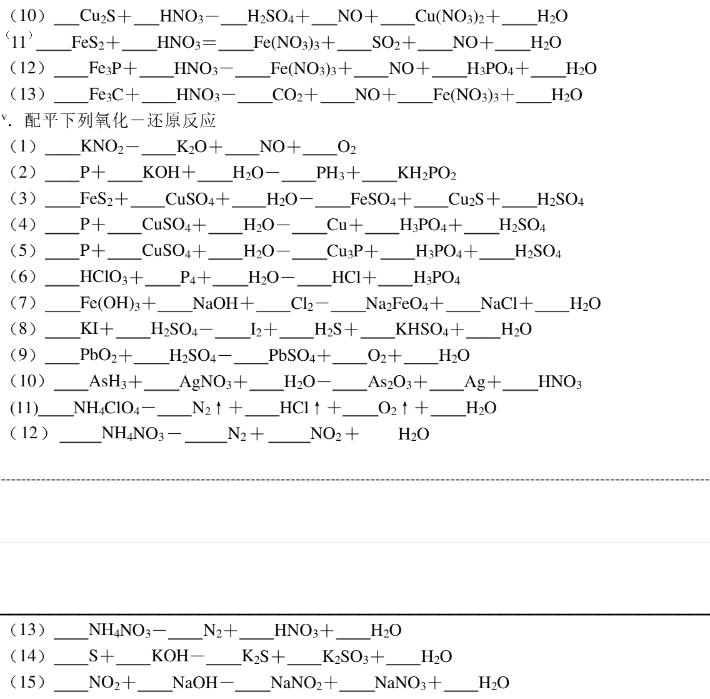 （10）___Cu₂S＋___HNO₃－___H₂SO₄＋___NO＋____Cu(NO₃)₂＋____H₂O
（11）____FeS₂＋____HNO₃＝____Fe(NO₃)₃＋____SO₂＋____NO＋____H₂O
（12）____Fe₃P＋____HNO₃－____Fe(NO₃)₃＋____NO＋____H₃PO₄＋____H₂O
（13）____Fe₃C＋____HNO₃－____CO₂＋____NO＋____Fe(NO₃)₃＋____H₂O
v．配平下列氧化－还原反应
（1）____KNO₂－____K₂O＋____NO＋____O₂
（2）____P＋____KOH＋____H₂O－____PH₃＋____KH₂PO₂
（3）____FeS₂＋____CuSO₄＋____H₂O－____FeSO₄＋____Cu₂S＋____H₂SO₄
（4）____P＋____CuSO₄＋____H₂O－____Cu＋____H₃PO₄＋____H₂SO₄
（5）____P＋____CuSO₄＋____H₂O－____Cu₃P＋____H₃PO₄＋____H₂SO₄
（6）____HClO₃＋____P₄＋____H₂O－____HCl＋____H₃PO₄
（7）____Fe(OH)₃＋____NaOH＋____Cl₂－____Na₂FeO₄＋____NaCl＋____H₂O
（8）____KI＋____H₂SO₄－____I₂＋____H₂S＋____KHSO₄＋____H₂O
（9）____PbO₂＋____H₂SO₄－____PbSO₄＋____O₂＋____H₂O
（10）____AsH₃＋____AgNO₃＋____H₂O－____As₂O₃＋____Ag＋____HNO₃
(11)____NH₄ClO₄－____N₂↑＋____HCl↑＋____O₂↑＋____H₂O
（12）_____NH₄NO₃－_____N₂＋_____NO₂＋ H₂O
（13）____NH₄NO₃－____N₂＋____HNO₃＋____H₂O
（14）____S＋____KOH－____K₂S＋____K₂SO₃＋____H₂O
（15）____NO₂＋____NaOH－____NaNO₂＋____NaNO₃＋____H₂O